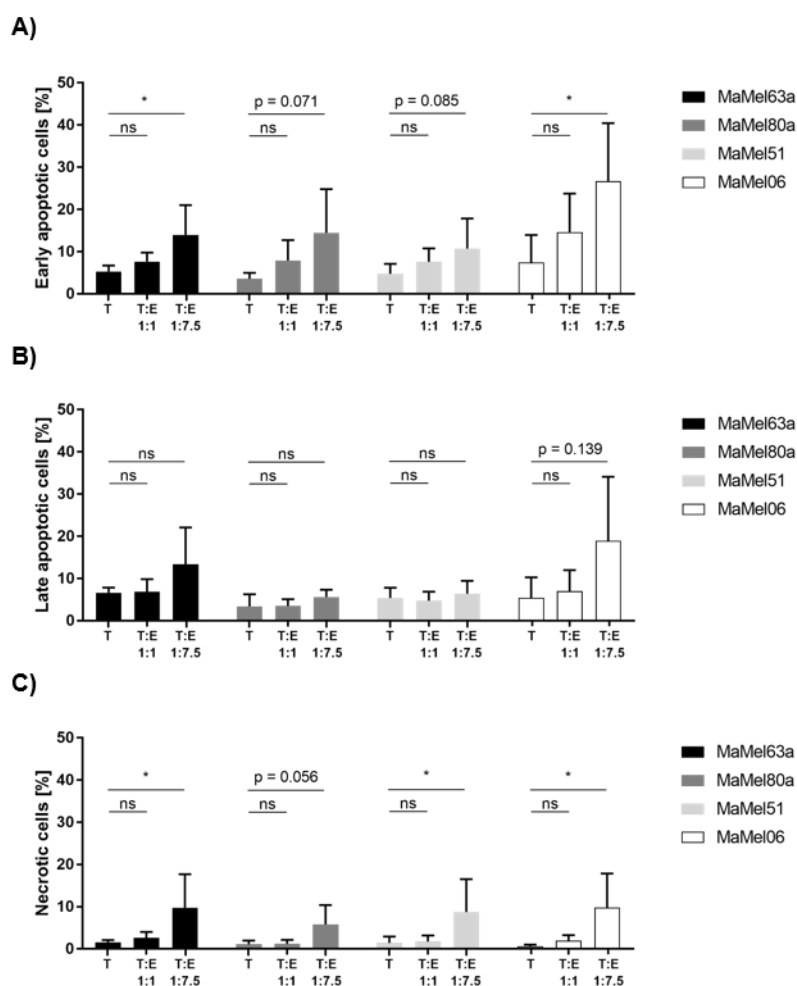 A)
Early apoptotic cells [%]
50
40
30
20
10
0
* p = 0.071 p = 0.085 *
ns ns ns ns
T T:E T:E T T:E T:E T T:E T:E T T:E T:E
1:1 1:7.5 1:1 1:7.5 1:1 1:7.5 1:1 1:7.5
MaMel63a
MaMel80a
MaMel51
MaMel06
B)
Late apoptotic cells [%]
50
40
30
20
10
0
ns ns ns p = 0.139
ns ns ns ns
T T:E T:E T T:E T:E T T:E T:E T T:E T:E
1:1 1:7.5 1:1 1:7.5 1:1 1:7.5 1:1 1:7.5
MaMel63a
MaMel80a
MaMel51
MaMel06
C)
Necrotic cells [%]
50
40
30
20
10
0
* p = 0.056 * *
ns ns ns ns
T T:E T:E T T:E T:E T T:E T:E T T:E T:E
1:1 1:7.5 1:1 1:7.5 1:1 1:7.5 1:1 1:7.5
MaMel63a
MaMel80a
MaMel51
MaMel06